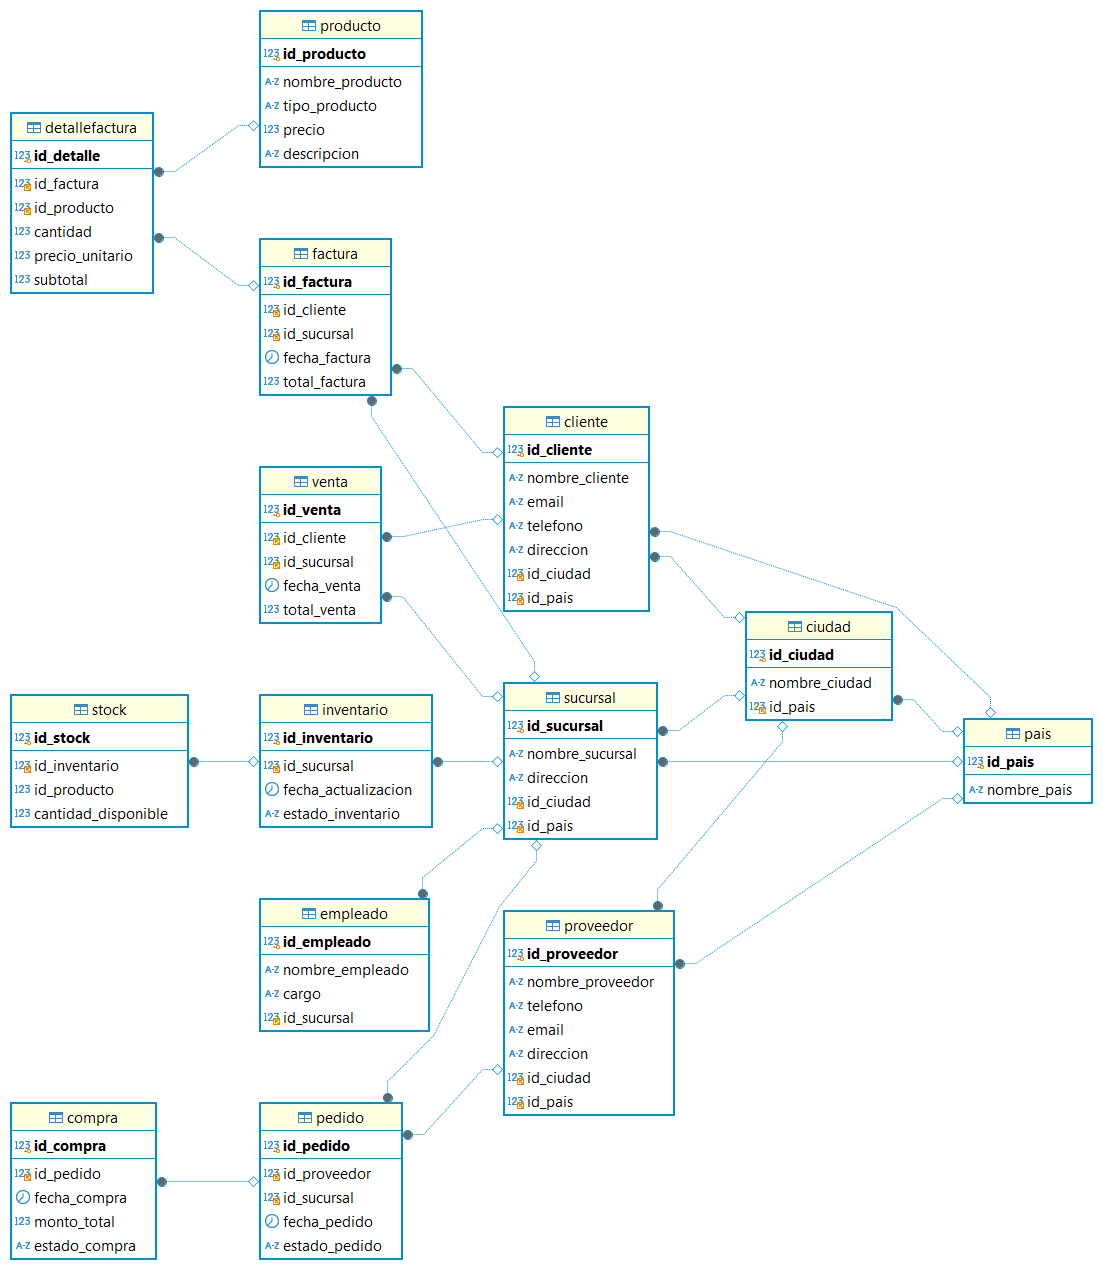 producto
123 id_producto
A-Z nombre_producto
A-Z tipo_producto
123 precio
A-Z descripcion
detallefactura
123 id_detalle
123 id_factura
123 id_producto
123 cantidad
123 precio_unitario
123 subtotal
factura
123 id_factura
123 id_cliente
123 id_sucursal
fecha_factura
123 total_factura
cliente
123 id_cliente
A-Z nombre_cliente
A-Z email
A-Z telefono
A-Z direccion
123 id_ciudad
123 id_pais
venta
123 id_venta
123 id_cliente
123 id_sucursal
fecha_venta
123 total_venta
ciudad
123 id_ciudad
A-Z nombre_ciudad
123 id_pais
stock
123 id_stock
123 id_inventario
123 id_producto
123 cantidad_disponible
inventario
123 id_inventario
123 id_sucursal
fecha_actualizacion
A-Z estado_inventario
sucursal
123 id_sucursal
A-Z nombre_sucursal
A-Z direccion
123 id_ciudad
123 id_pais
pais
123 id_pais
A-Z nombre_pais
empleado
123 id_empleado
A-Z nombre_empleado
A-Z cargo
123 id_sucursal
proveedor
123 id_proveedor
A-Z nombre_proveedor
A-Z telefono
A-Z email
A-Z direccion
123 id_ciudad
123 id_pais
compra
123 id_compra
123 id_pedido
fecha_compra
123 monto_total
A-Z estado_compra
pedido
123 id_pedido
123 id_proveedor
123 id_sucursal
fecha_pedido
A-Z estado_pedido